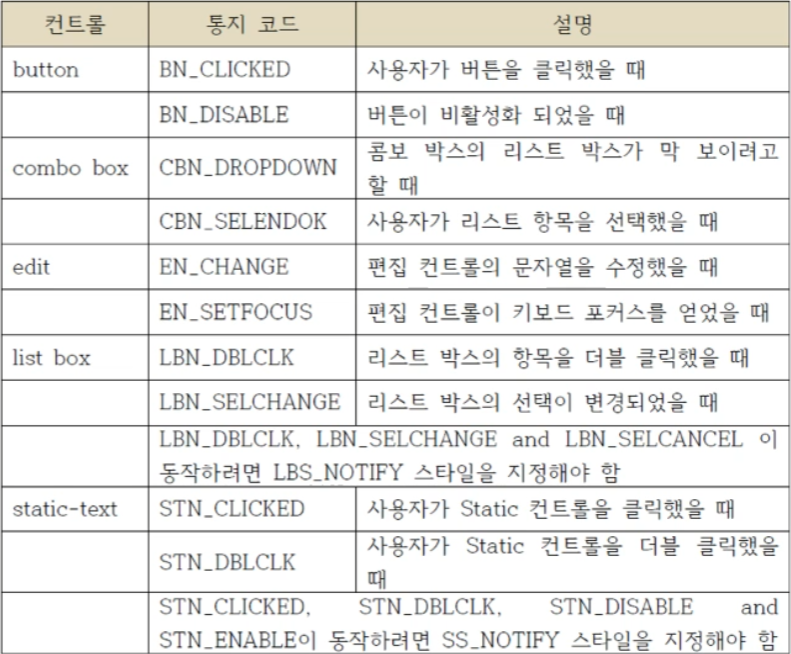 컨트롤 통지 코드 설명
button BN_CLICKED 사용자가 버튼을 클릭했을 때
BN_DISABLE 버튼이 비활성화 되었을 때
combo box CBN_DROPDOWN 콤보 박스의 리스트 박스가 막 보이려고
할 때
CBN_SELENDOK 사용자가 리스트 항목을 선택했을 때
edit EN_CHANGE 편집 컨트롤의 문자열을 수정했을 때
EN_SETFOCUS 편집 컨트롤이 키보드 포커스를 얻었을 때
list box LBN_DBLCLK 리스트 박스의 항목을 더블 클릭했을 때
LBN_SELCHANGE 리스트 박스의 선택이 변경되었을 때
LBN_DBLCLK, LBN_SELCHANGE and LBN_SELCANCEL 이
동작하려면 LBS_NOTIFY 스타일을 지정해야 함
static-text STN_CLICKED 사용자가 Static 컨트롤을 클릭했을 때
STN_DBLCLK 사용자가 Static 컨트롤을 더블 클릭했을
때
STN_CLICKED, STN_DBLCLK, STN_DISABLE and
STN_ENABLE이 동작하려면 SS_NOTIFY 스타일을 지정해야 함